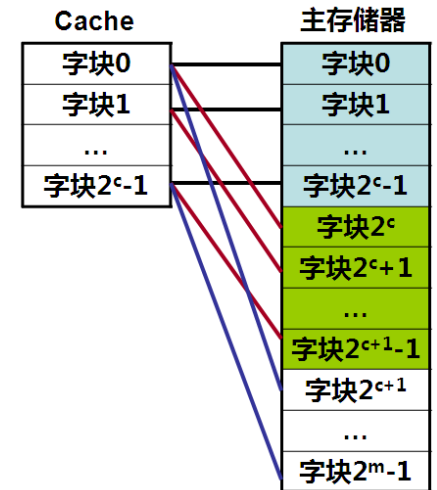 Cache
字块0
字块1
...
字块2ᶜ-1
主存储器
字块0
字块1
...
字块2ᶜ-1
字块2ᶜ
字块2ᶜ+1
...
字块2ᶜ⁺¹-1
字块2ᶜ⁺¹
...
字块2ᵐ-1